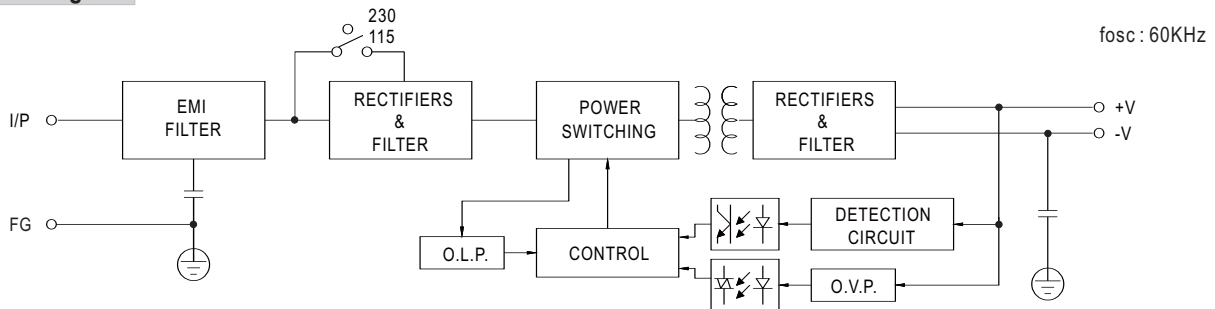 230
115
fosc : 60KHz
I/P
EMI
FILTER
RECTIFIERS
&
FILTER
POWER
SWITCHING
RECTIFIERS
&
FILTER
+V
-V
FG
O.L.P.
CONTROL
DETECTION
CIRCUIT
O.V.P.